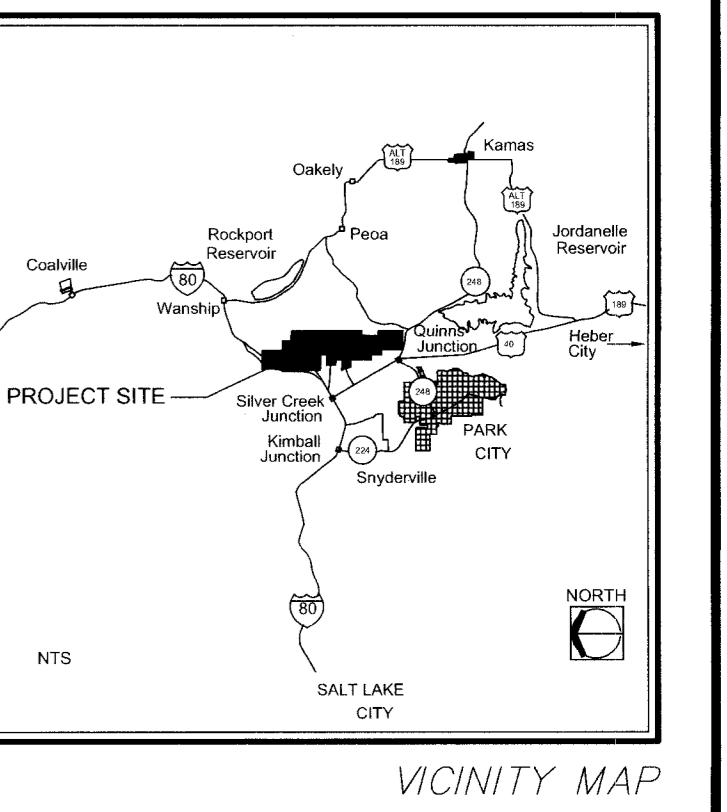 Kamas
ALT
189
Oakely
ALT
189
Peoa
Rockport
Reservoir
Jordanelle
Reservoir
Coalville
80
248
Wanship
189
Quinns
Junction
40
Heber
City
PROJECT SITE
Silver Creek
Junction
248
PARK
CITY
Kimball
Junction
224
Snyderville
80
NORTH
NTS
SALT LAKE
CITY
VICINITY MAP